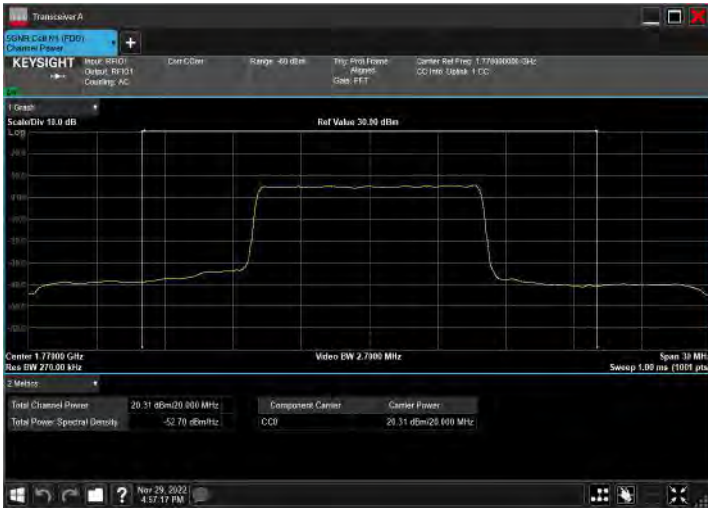 Transceiver A
5GNR Cell N1 (FDD)
Channel Power
KEYSIGHT
Input: RFIO1
Output: RFIO1
Coupling: AC
Corr CCorr
Range: -60 dBm
Trig: Prdi Frame
Aligned
Gate: FFT
Carrier Ref Freq: 1.770000000 GHz
CC Info: Uplink, 1 CC
1 Graph
Scale/Div 10.0 dB
Ref Value 30.00 dBm
Log
Center 1.77000 GHz
Video BW 2.7000 MHz
Span 30 MHz
Res BW 270.00 kHz
Sweep 1.00 ms (1001 pts
2 Metrics
Total Channel Power
20.31 dBm/20.000 MHz
Total Power Spectral Density
-52.70 dBm/Hz
Component Carrier
Carrier Power
CC0
20.31 dBm/20.000 MHz
Nov 29, 2022
4:57:17 PM